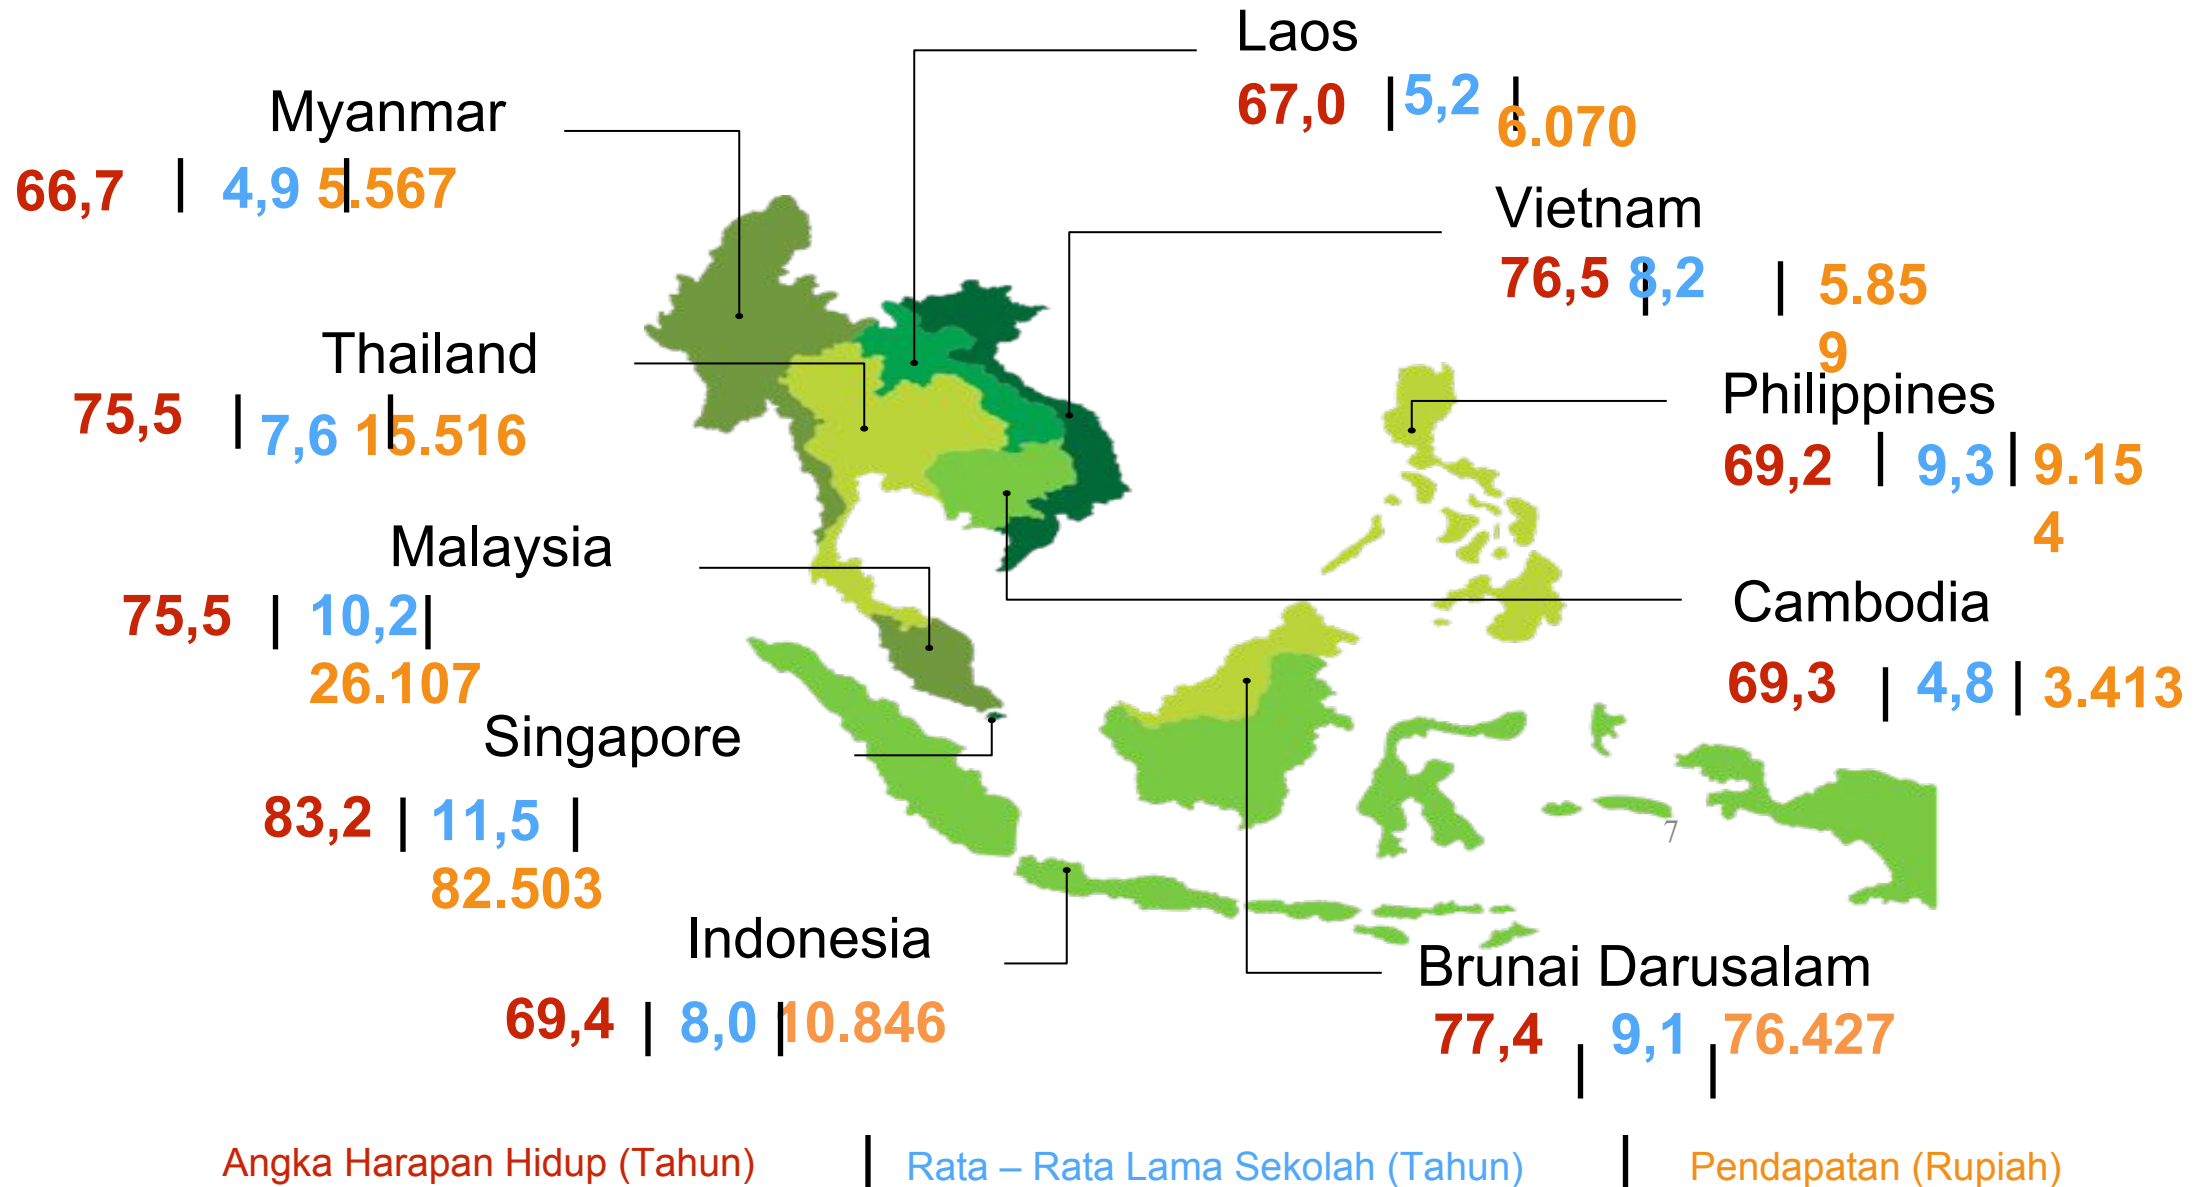 Laos
67,0 | 5,2 | 6.070
Myanmar
66,7 | 4,9 | 5.567
Vietnam
76,5 | 8,2 | 5.85
9
Thailand
75,5 | 7,6 | 15.516
Philippines
69,2 | 9,3 | 9.15
4
Malaysia
75,5 | 10,2 |
26.107
Cambodia
69,3 | 4,8 | 3.413
Singapore
83,2 | 11,5 |
82.503
7
Indonesia
69,4 | 8,0 | 10.846
Brunai Darusalam
77,4 | 9,1 | 76.427
Angka Harapan Hidup (Tahun) | Rata – Rata Lama Sekolah (Tahun) | Pendapatan (Rupiah)